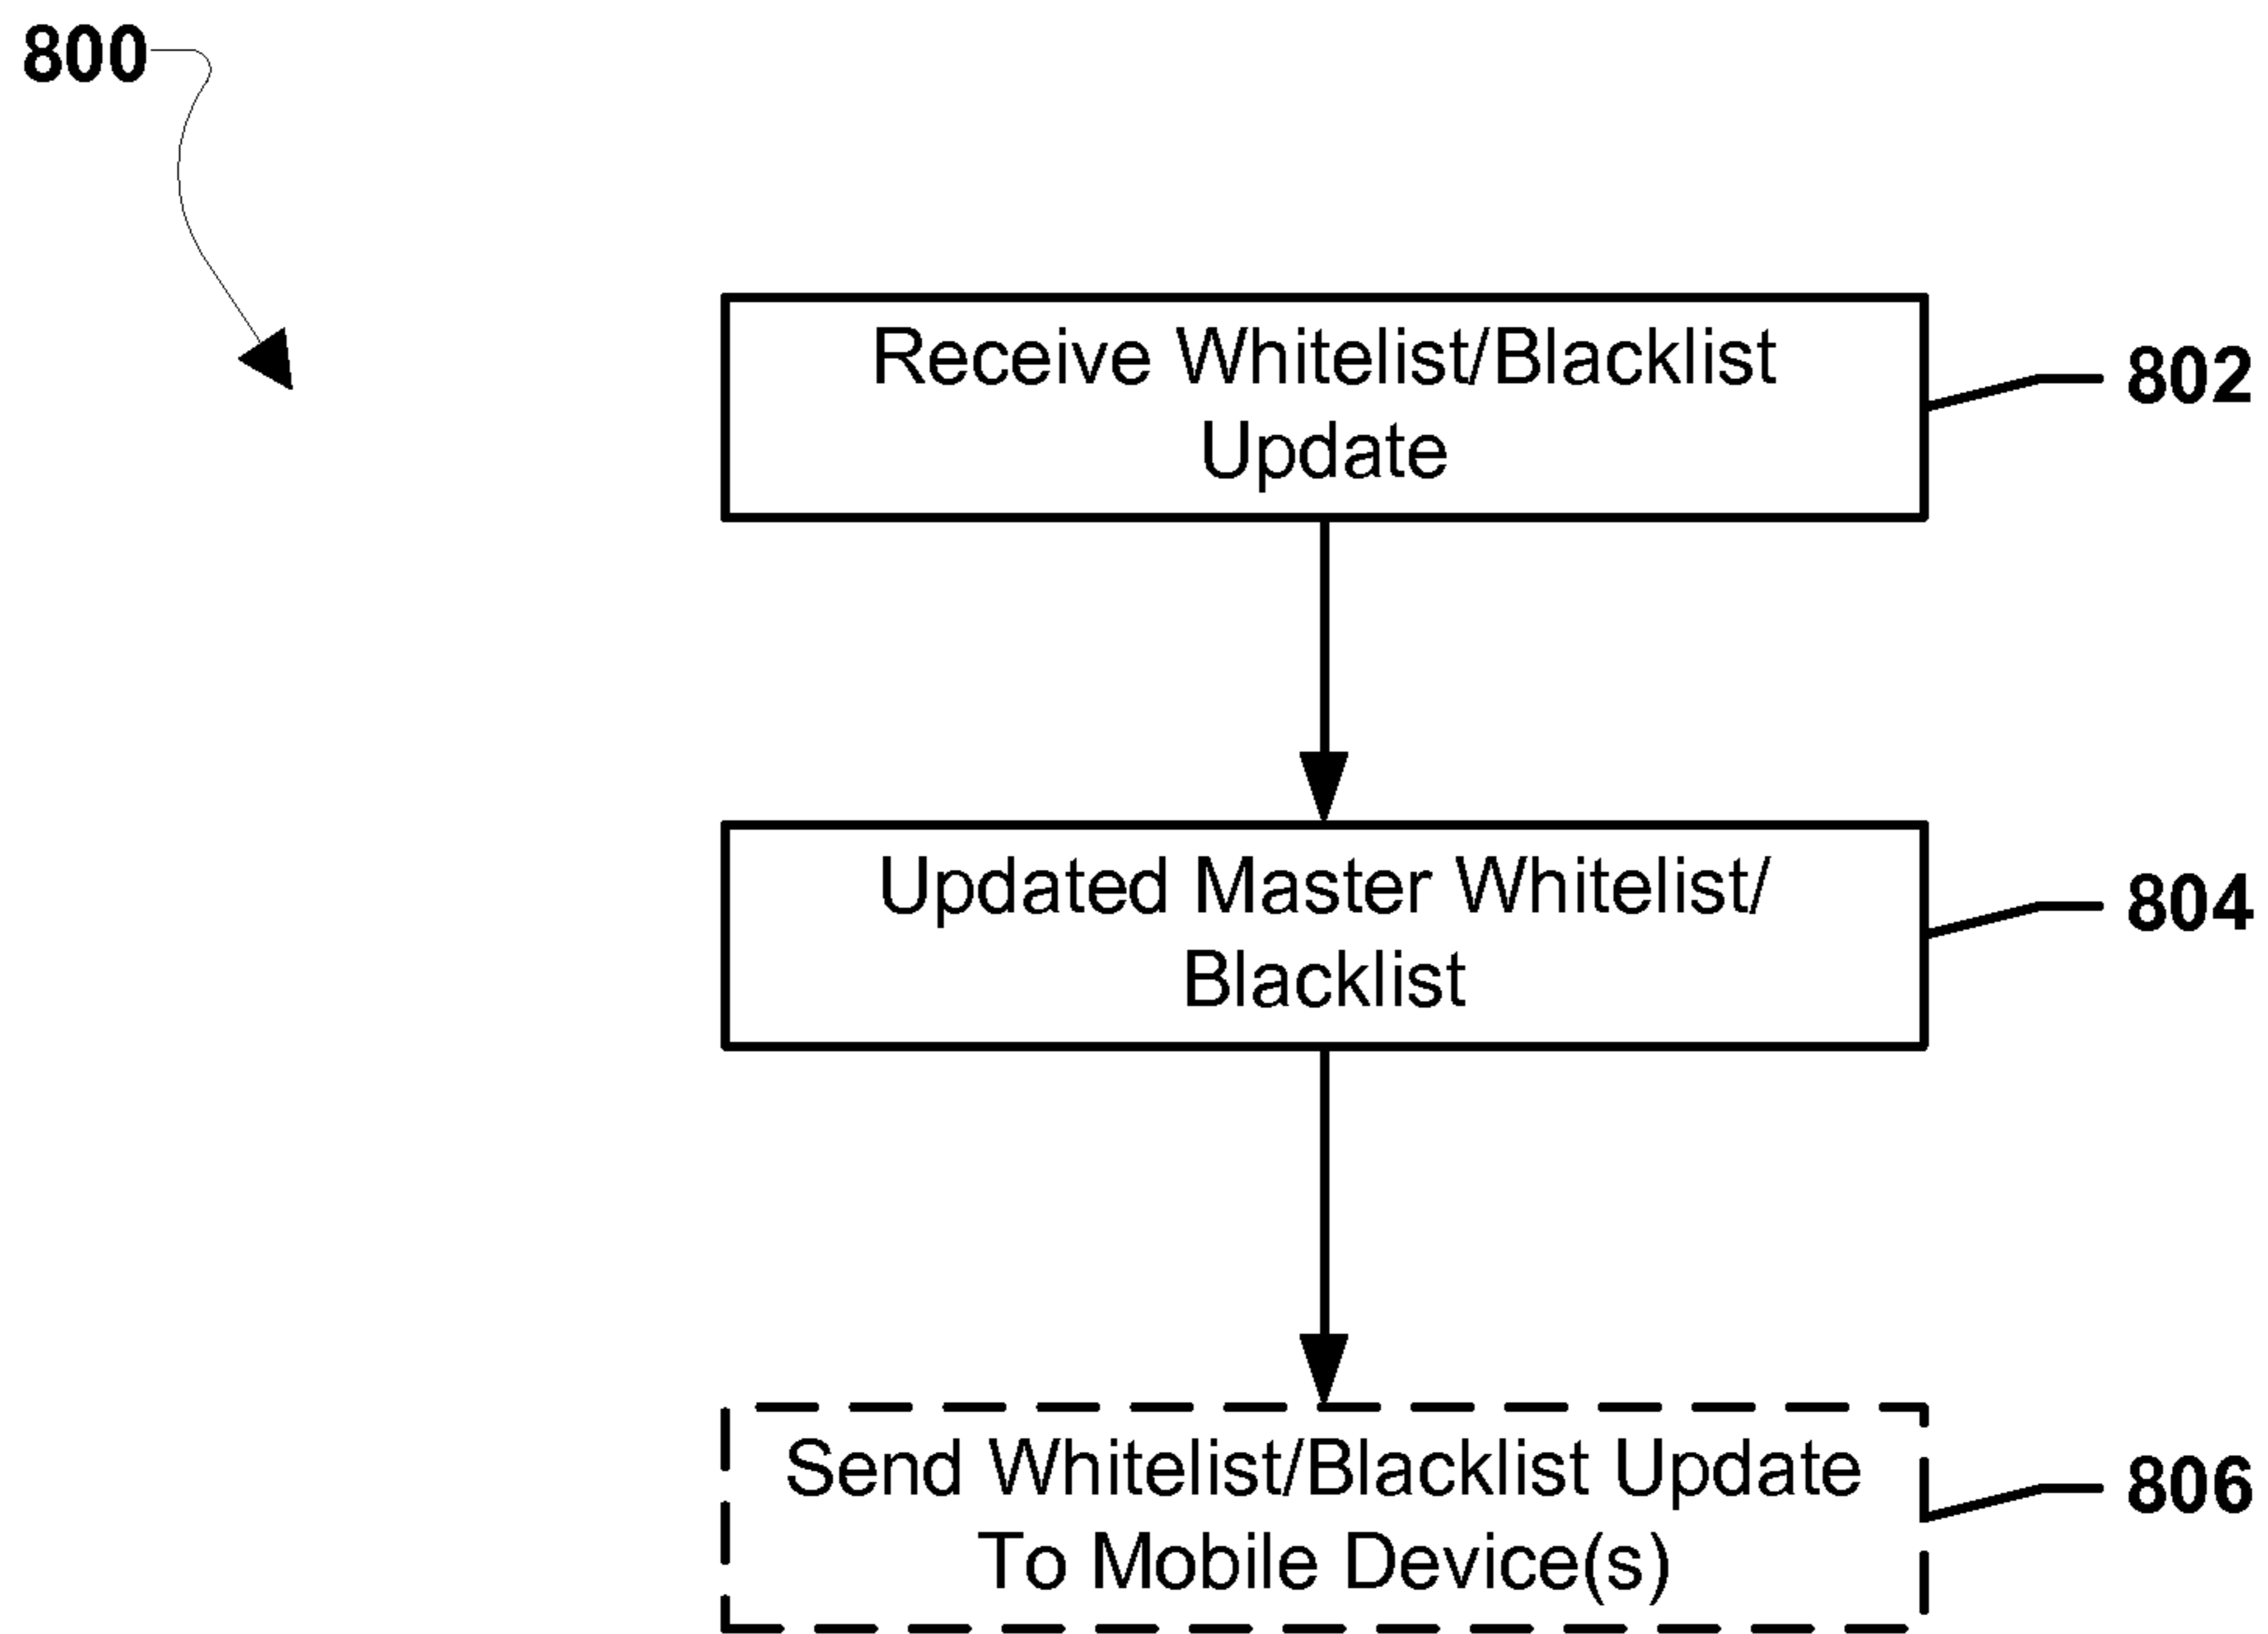 800
Receive Whitelist/Blacklist
Update
802
Updated Master Whitelist/
Blacklist
804
Send Whitelist/Blacklist Update
To Mobile Device(s)
806